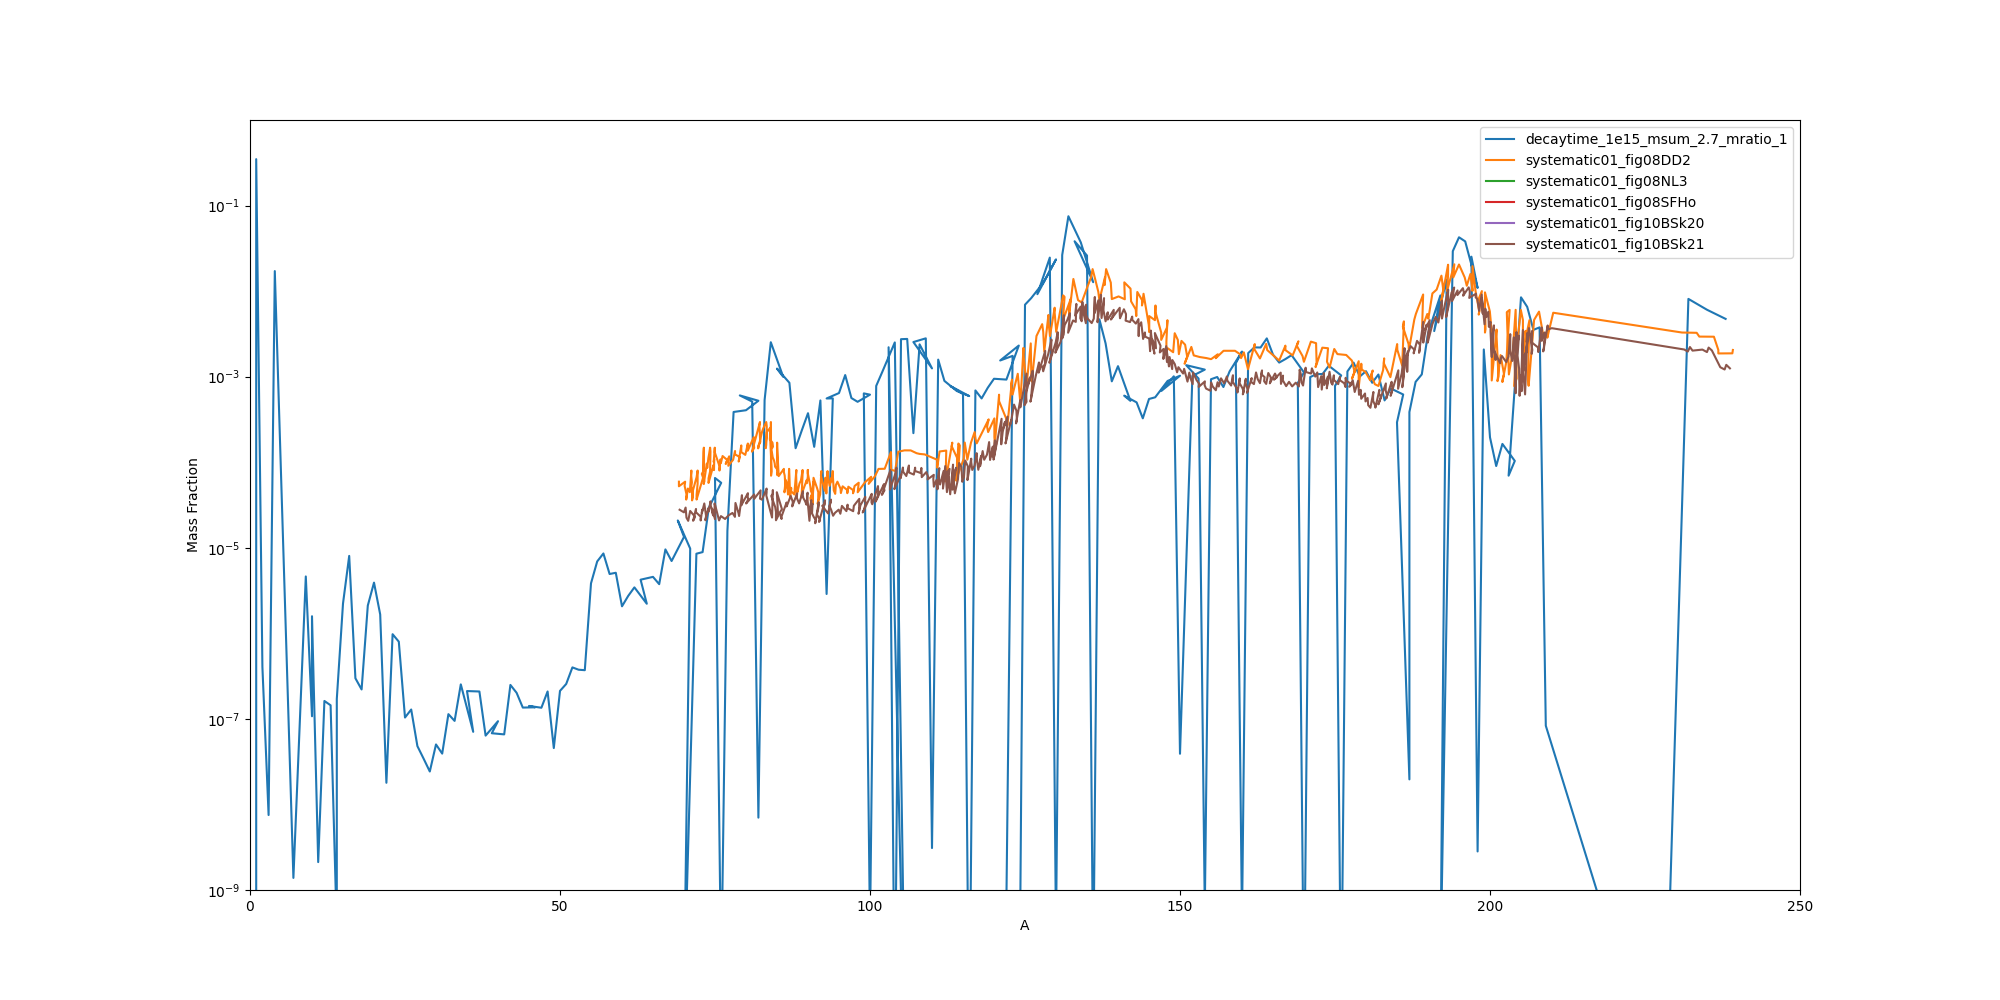 decaytime_1e15_msum_2.7_mratio_1
systematic01_fig08DD2
systematic01_fig08NL3
systematic01_fig08SFHo
systematic01_fig10BSk20
systematic01_fig10BSk21
10⁻¹
10⁻³
10⁻⁵
10⁻⁷
10⁻⁹
Mass Fraction
0 50 100 150 200 250
A